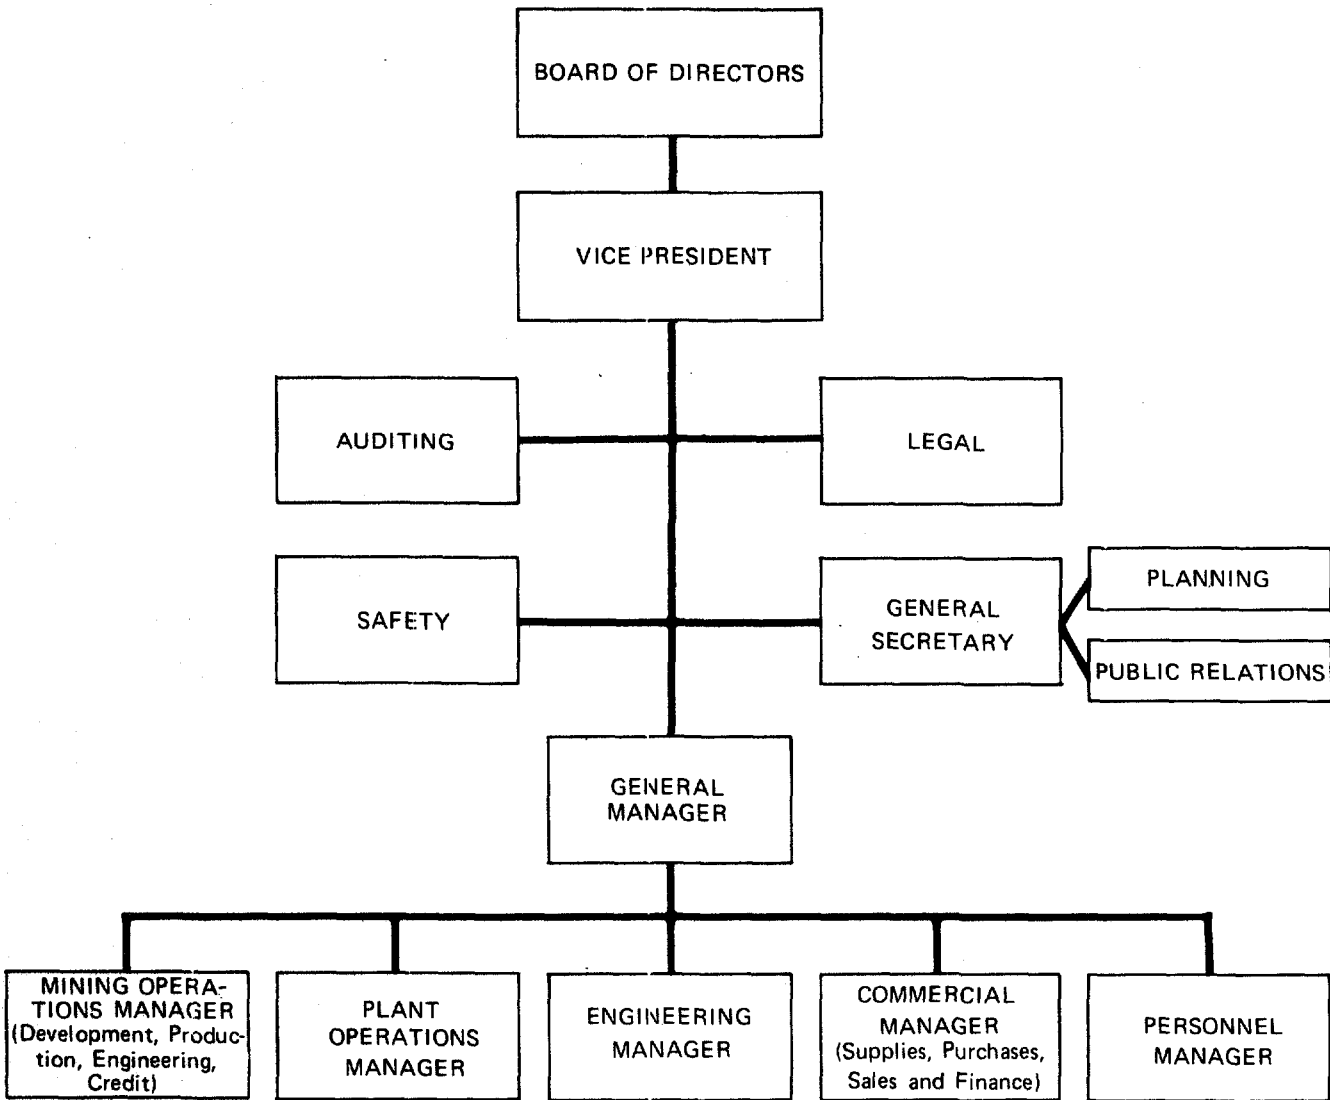 BOARD OF DIRECTORS
VICE PRESIDENT
AUDITING
LEGAL
SAFETY
GENERAL
SECRETARY
PLANNING
PUBLIC RELATIONS
GENERAL
MANAGER
MINING OPERA-
TIONS MANAGER
(Development, Produc-
tion, Engineering,
Credit)
PLANT
OPERATIONS
MANAGER
ENGINEERING
MANAGER
COMMERCIAL
MANAGER
(Supplies, Purchases,
Sales and Finance)
PERSONNEL
MANAGER